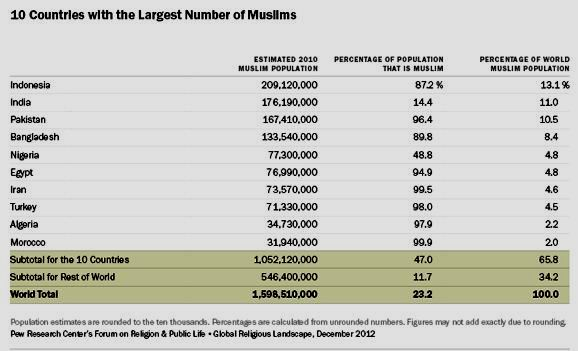 10 Countries with the Largest Number of Muslims
ESTIMATED 2010 MUSLIM POPULATION PERCENTAGE OF POPULATION THAT IS MUSLIM PERCENTAGE OF WORLD MUSLIM POPULATION
Indonesia 209,120,000 87.2 % 13.1 %
India 176,190,000 14.4 11.0
Pakistan 167,410,000 96.4 10.5
Bangladesh 133,540,000 89.8 8.4
Nigeria 77,300,000 48.8 4.8
Egypt 76,990,000 94.9 4.8
Iran 73,570,000 99.5 4.6
Turkey 71,330,000 98.0 4.5
Algeria 34,730,000 97.9 2.2
Morocco 31,940,000 99.9 2.0
Subtotal for the 10 Countries 1,052,120,000 47.0 65.8
Subtotal for Rest of World 546,400,000 11.7 34.2
World Total 1,598,510,000 23.2 100.0
Population estimates are rounded to the ten thousands. Percentages are calculated from unrounded numbers. Figures may not add exactly due to rounding.
Pew Research Center's Forum on Religion & Public Life • Global Religious Landscape, December 2012